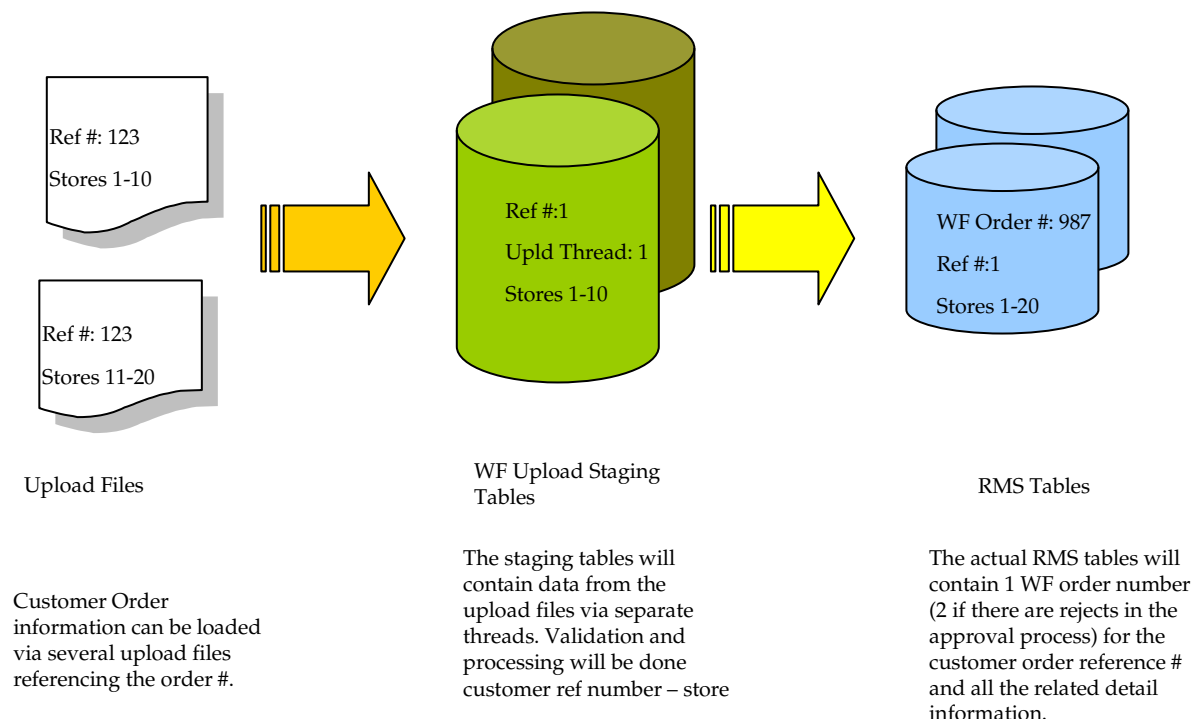 Ref #: 123
Stores 1-10
Ref #: 123
Stores 11-20
Ref #:1
Upld Thread: 1
Stores 1-10
WF Order #: 987
Ref #:1
Stores 1-20
Upload Files
WF Upload Staging
Tables
RMS Tables
Customer Order
information can be loaded
via several upload files
referencing the order #.
The staging tables will
contain data from the
upload files via separate
threads. Validation and
processing will be done
customer ref number – store
The actual RMS tables will
contain 1 WF order number
(2 if there are rejects in the
approval process) for the
customer order reference #
and all the related detail
information.